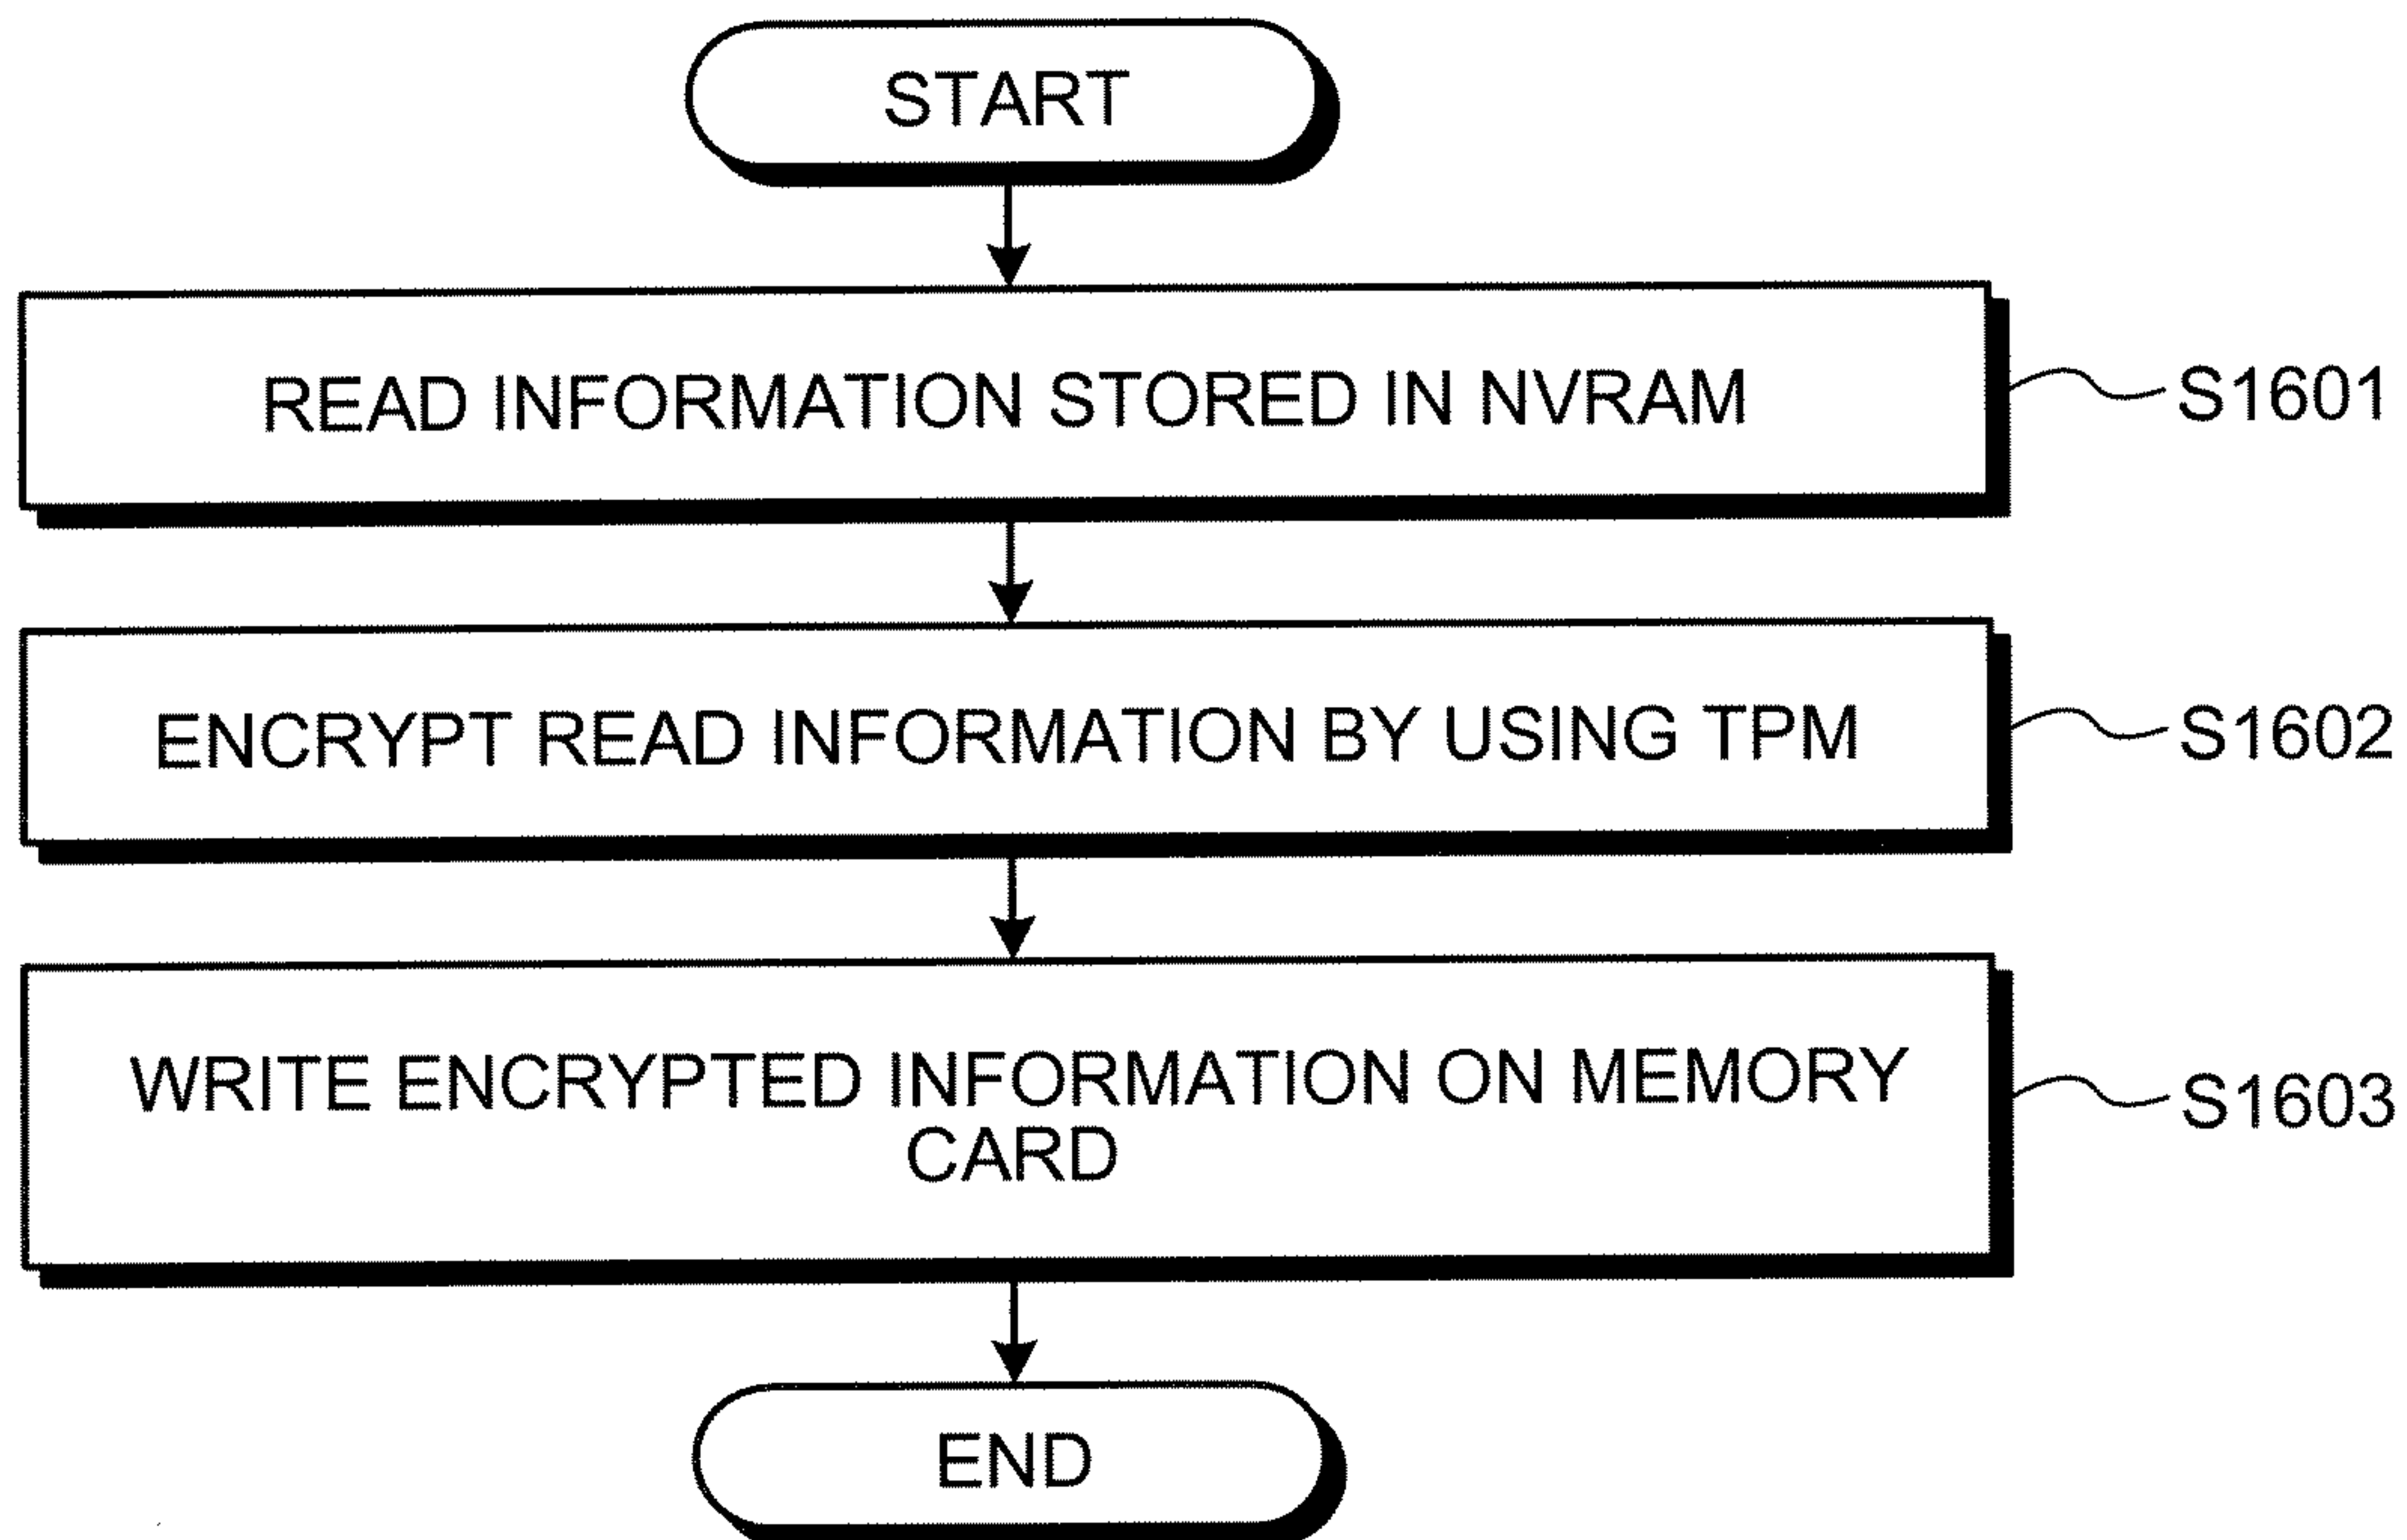 START
READ INFORMATION STORED IN NVRAM
S1601
ENCRYPT READ INFORMATION BY USING TPM
S1602
WRITE ENCRYPTED INFORMATION ON MEMORY
CARD
S1603
END